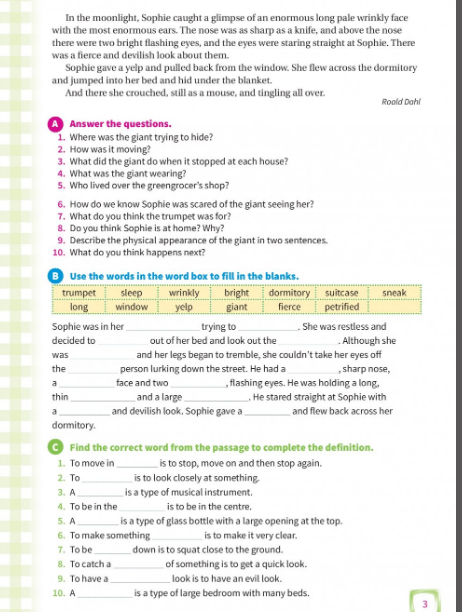 In the moonlight, Sophie caught a glimpse of an enormous long pale wrinkly face
with the most enormous ears. The nose was as sharp as a knife, and above the nose
there were two bright flashing eyes, and the eyes were staring straight at Sophie. There
was a fierce and devilish look about them.
Sophie gave a yelp and pulled back from the window. She flew across the dormitory
and jumped into her bed and hid under the blanket.
And there she crouched, still as a mouse, and tingling all over.
Roald Dahl
A Answer the questions.
1. Where was the giant trying to hide?
2. How was it moving?
3. What did the giant do when it stopped at each house?
4. What was the giant wearing?
5. Who lived over the greengrocer's shop?
6. How do we know Sophie was scared of the giant seeing her?
7. What do you think the trumpet was for?
8. Do you think Sophie is at home? Why?
9. Describe the physical appearance of the giant in two sentences.
10. What do you think happens next?
B Use the words in the word box to fill in the blanks.
trumpet sleep wrinkly bright dormitory suitcase sneak
long window yelp giant fierce petrified
Sophie was in her __________ trying to __________. She was restless and
decided to __________ out of her bed and look out the __________. Although she
was __________ and her legs began to tremble, she couldn't take her eyes off
the __________ person lurking down the street. He had a __________, sharp nose,
a __________ face and two __________, flashing eyes. He was holding a long,
thin __________ and a large __________. He stared straight at Sophie with
a __________ and devilish look. Sophie gave a __________ and flew back across her
dormitory.
C Find the correct word from the passage to complete the definition.
1. To move in ________ is to stop, move on and then stop again.
2. To __________ is to look closely at something.
3. A __________ is a type of musical instrument.
4. To be in the __________ is to be in the centre.
5. A ________ is a type of glass bottle with a large opening at the top.
6. To make something __________ is to make it very clear.
7. To be ________ down is to squat close to the ground.
8. To catch a __________ of something is to get a quick look.
9. To have a __________ look is to have an evil look.
10. A __________ is a type of large bedroom with many beds.
3